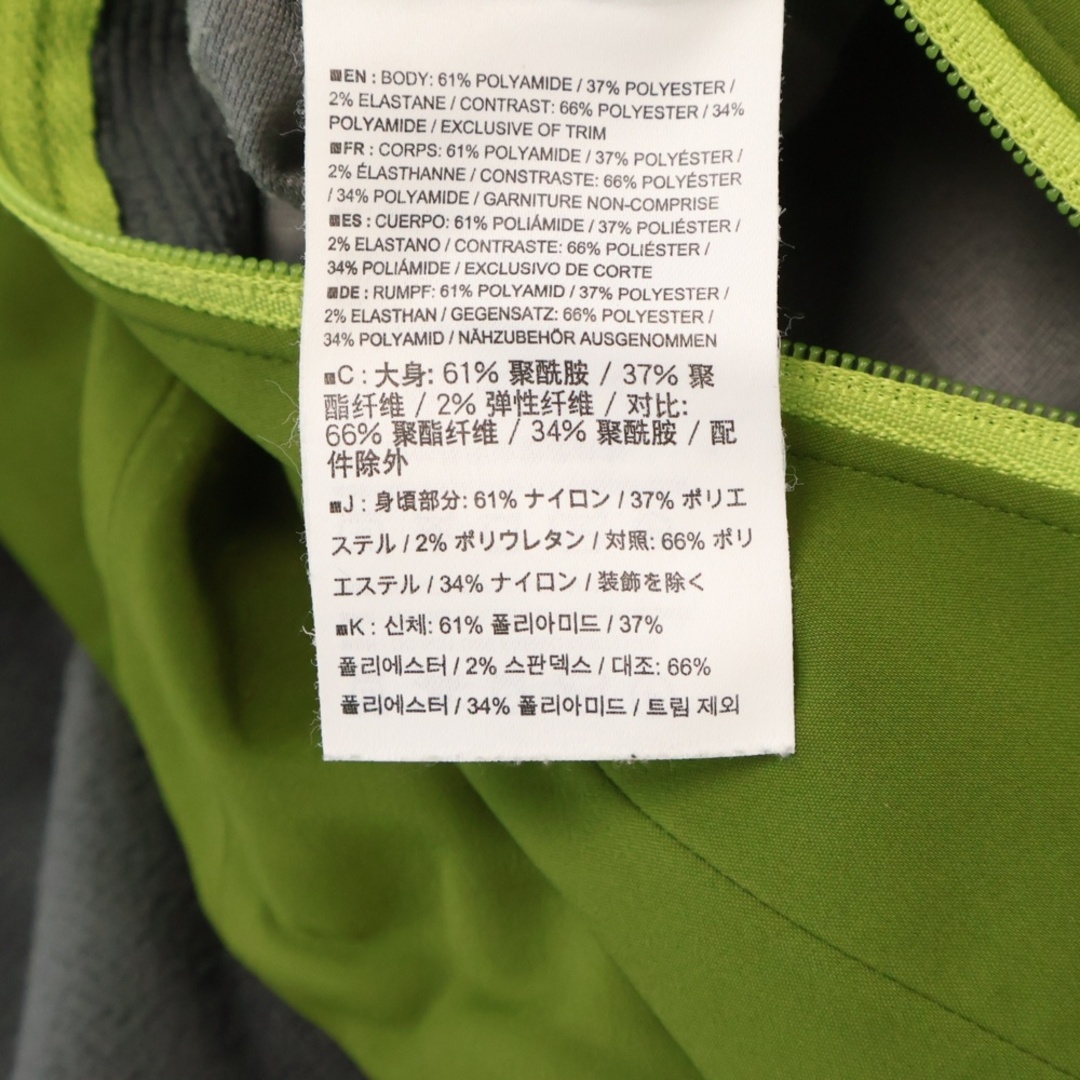 EN : BODY: 61% POLYAMIDE / 37% POLYESTER /
2% ELASTANE / CONTRAST: 66% POLYESTER / 34%
POLYAMIDE / EXCLUSIVE OF TRIM
FR : CORPS: 61% POLYAMIDE / 37% POLYÉSTER /
2% ÉLASTHANNE / CONSTRASTE: 66% POLYÉSTER
/ 34% POLYAMIDE / GARNITURE NON-COMPRISE
ES : CUERPO: 61% POLIÁMIDE / 37% POLIÉSTER /
2% ELASTANO / CONTRASTE: 66% POLIÉSTER /
34% POLIÁMIDE / EXCLUSIVO DE CORTE
DE : RUMPF: 61% POLYAMID / 37% POLYESTER /
2% ELASTHAN / GEGENSATZ: 66% POLYESTER /
34% POLYAMID / NÄHZUBEHÖR AUSGENOMMEN
C : 大身: 61% 聚酰胺 / 37% 聚
酯纤维 / 2% 弹性纤维 / 对比:
66% 聚酯纤维 / 34% 聚酰胺 / 配
件除外
J : 身頃部分: 61% ナイロン / 37% ポリエ
ステル / 2% ポリウレタン / 対照: 66% ポリ
エステル / 34% ナイロン / 装飾を除く
K : 신체: 61% 폴리아미드 / 37%
폴리에스터 / 2% 스판덱스 / 대조: 66%
폴리에스터 / 34% 폴리아미드 / 트림 제외